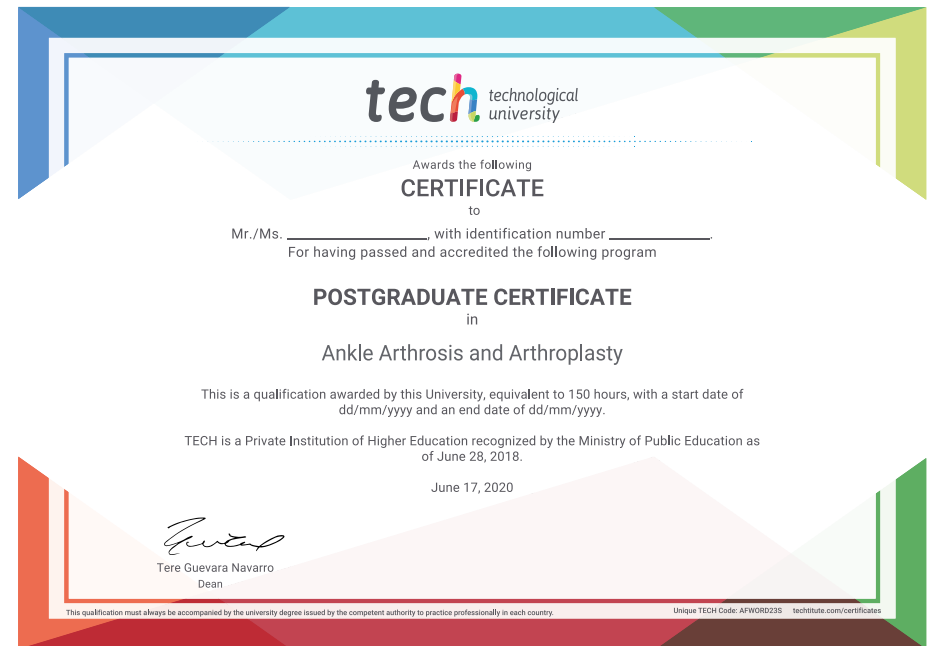 tech technological
university
Awards the following
CERTIFICATE
to
Mr./Ms. ____________________, with identification number ______________.
For having passed and accredited the following program
POSTGRADUATE CERTIFICATE
in
Ankle Arthrosis and Arthroplasty
This is a qualification awarded by this University, equivalent to 150 hours, with a start date of
dd/mm/yyyy and an end date of dd/mm/yyyy.
TECH is a Private Institution of Higher Education recognized by the Ministry of Public Education as
of June 28, 2018.
June 17, 2020
Tere Guevara Navarro
Dean
This qualification must always be accompanied by the university degree issued by the competent authority to practice professionally in each country.
Unique TECH Code: AFWORD23S techtitute.com/certificates